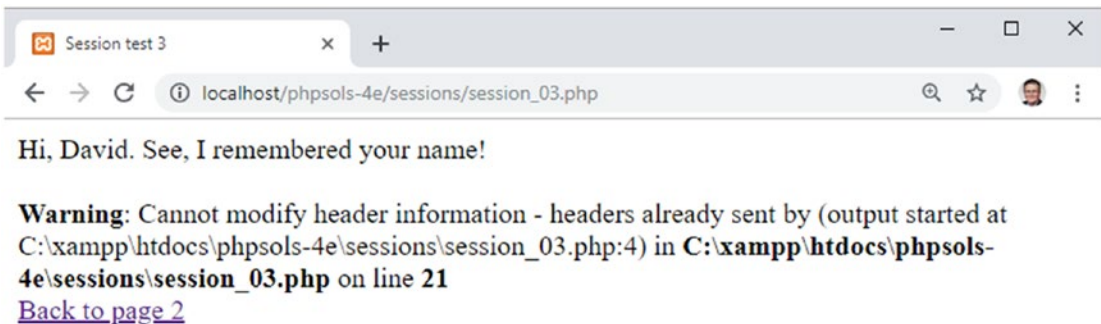 Session test 3
localhost/phpsols-4e/sessions/session_03.php
Hi, David. See, I remembered your name!
Warning: Cannot modify header information - headers already sent by (output started at
C:\xampp\htdocs\phpsols-4e\sessions\session_03.php:4) in C:\xampp\htdocs\phpsols-
4e\sessions\session_03.php on line 21
Back to page 2